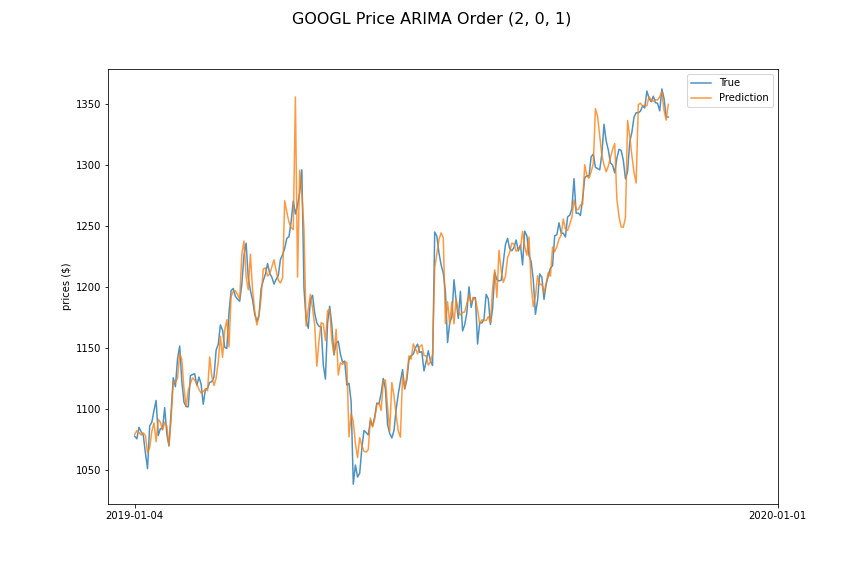 GOOGL Price ARIMA Order (2, 0, 1)
True
Prediction
prices ($)
1350
1300
1250
1200
1150
1100
1050
2019-01-04
2020-01-01